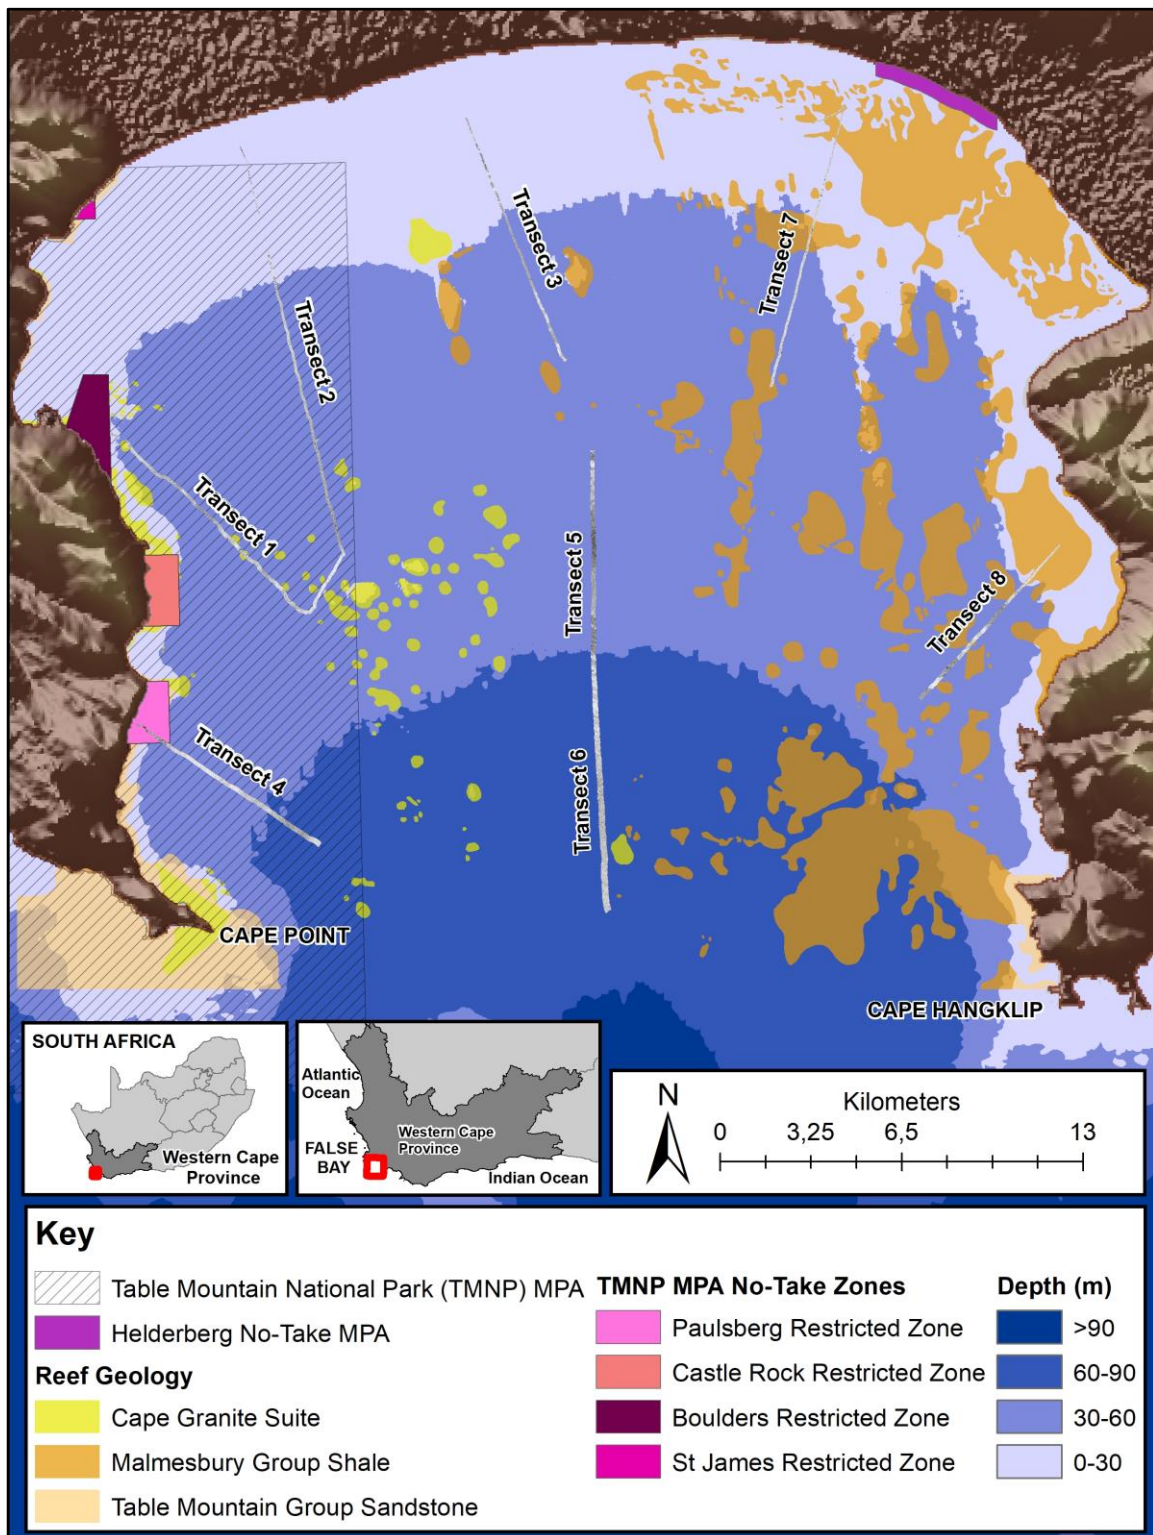 Transect 3
Transect 7
Transect 2
Transect 1
Transect 5
Transect 8
Transect 4
Transect 6
CAPE POINT
CAPE HANGKLIP
SOUTH AFRICA
Western Cape
Province
Atlantic
Ocean
Western Cape
Province
FALSE
BAY
Indian Ocean
N
Kilometers
0 3,25 6,5 13
Key
Table Mountain National Park (TMNP) MPA
Helderberg No-Take MPA
Reef Geology
Cape Granite Suite
Malmesbury Group Shale
Table Mountain Group Sandstone
TMNP MPA No-Take Zones
Paulsberg Restricted Zone
Castle Rock Restricted Zone
Boulders Restricted Zone
St James Restricted Zone
Depth (m)
>90
60-90
30-60
0-30